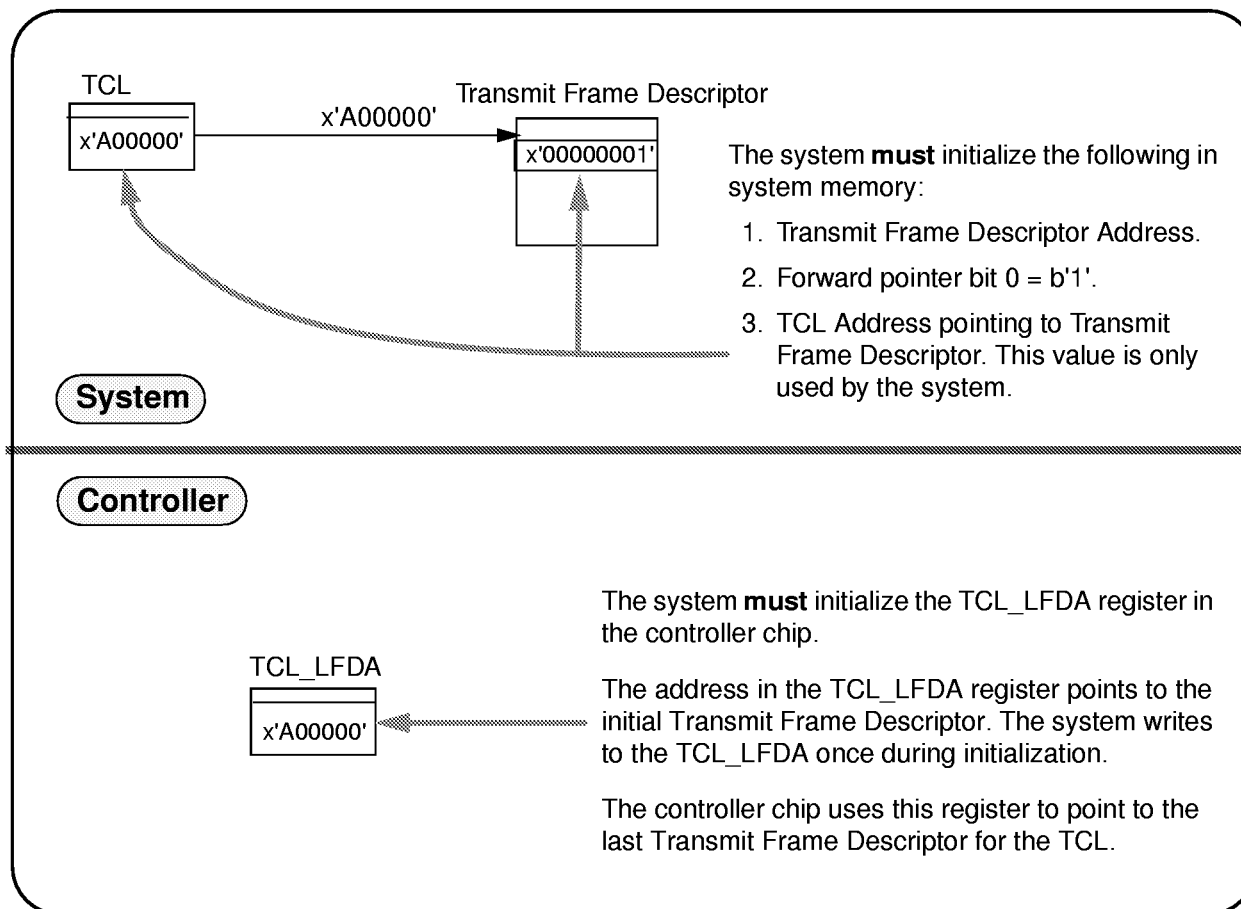 TCL
x'A00000'
x'A00000'
Transmit Frame Descriptor
x'00000001'
The system must initialize the following in
system memory:
1. Transmit Frame Descriptor Address.
2. Forward pointer bit 0 = b'1'.
3. TCL Address pointing to Transmit
Frame Descriptor. This value is only
used by the system.
System
Controller
The system must initialize the TCL_LFDA register in
the controller chip.
TCL_LFDA
x'A00000'
The address in the TCL_LFDA register points to the
initial Transmit Frame Descriptor. The system writes
to the TCL_LFDA once during initialization.
The controller chip uses this register to point to the
last Transmit Frame Descriptor for the TCL.